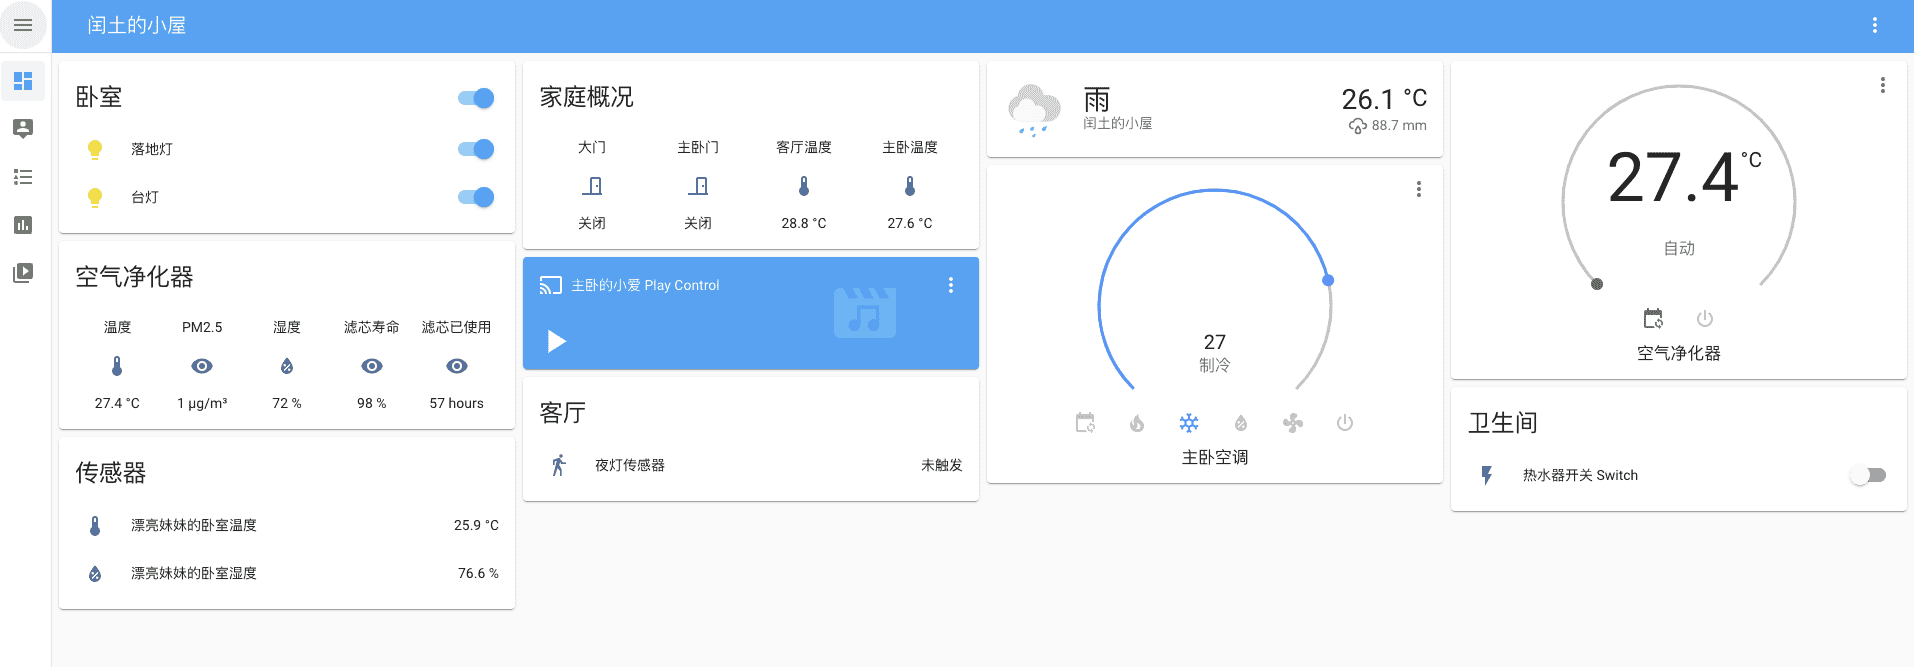 闰土的小屋
卧室
落地灯
台灯
空气净化器
温度 PM2.5 湿度 滤芯寿命 滤芯已使用
27.4 °C 1 μg/m³ 72 % 98 % 57 hours
传感器
漂亮妹妹的卧室温度 25.9 °C
漂亮妹妹的卧室湿度 76.6 %
家庭概况
大门 主卧门 客厅温度 主卧温度
关闭 关闭 28.8 °C 27.6 °C
主卧的小爱 Play Control
客厅
夜灯传感器 未触发
雨 26.1 °C
闰土的小屋 88.7 mm
27
制冷
主卧空调
27.4 °C
自动
空气净化器
卫生间
热水器开关 Switch